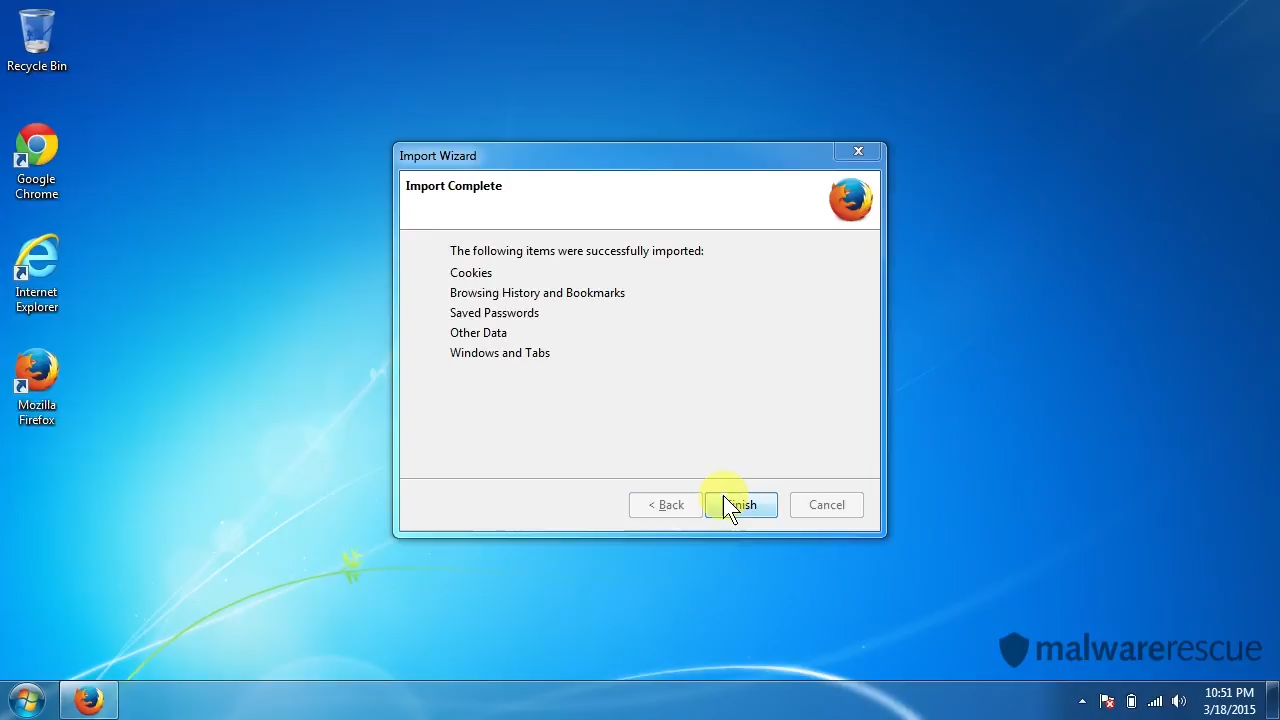 Recycle Bin
Google
Chrome
Internet
Explorer
Mozilla
Firefox
Import Wizard
Import Complete
The following items were successfully imported:
Cookies
Browsing History and Bookmarks
Saved Passwords
Other Data
Windows and Tabs
< Back
Cancel
malwarerescue
10:51 PM
3/18/2015